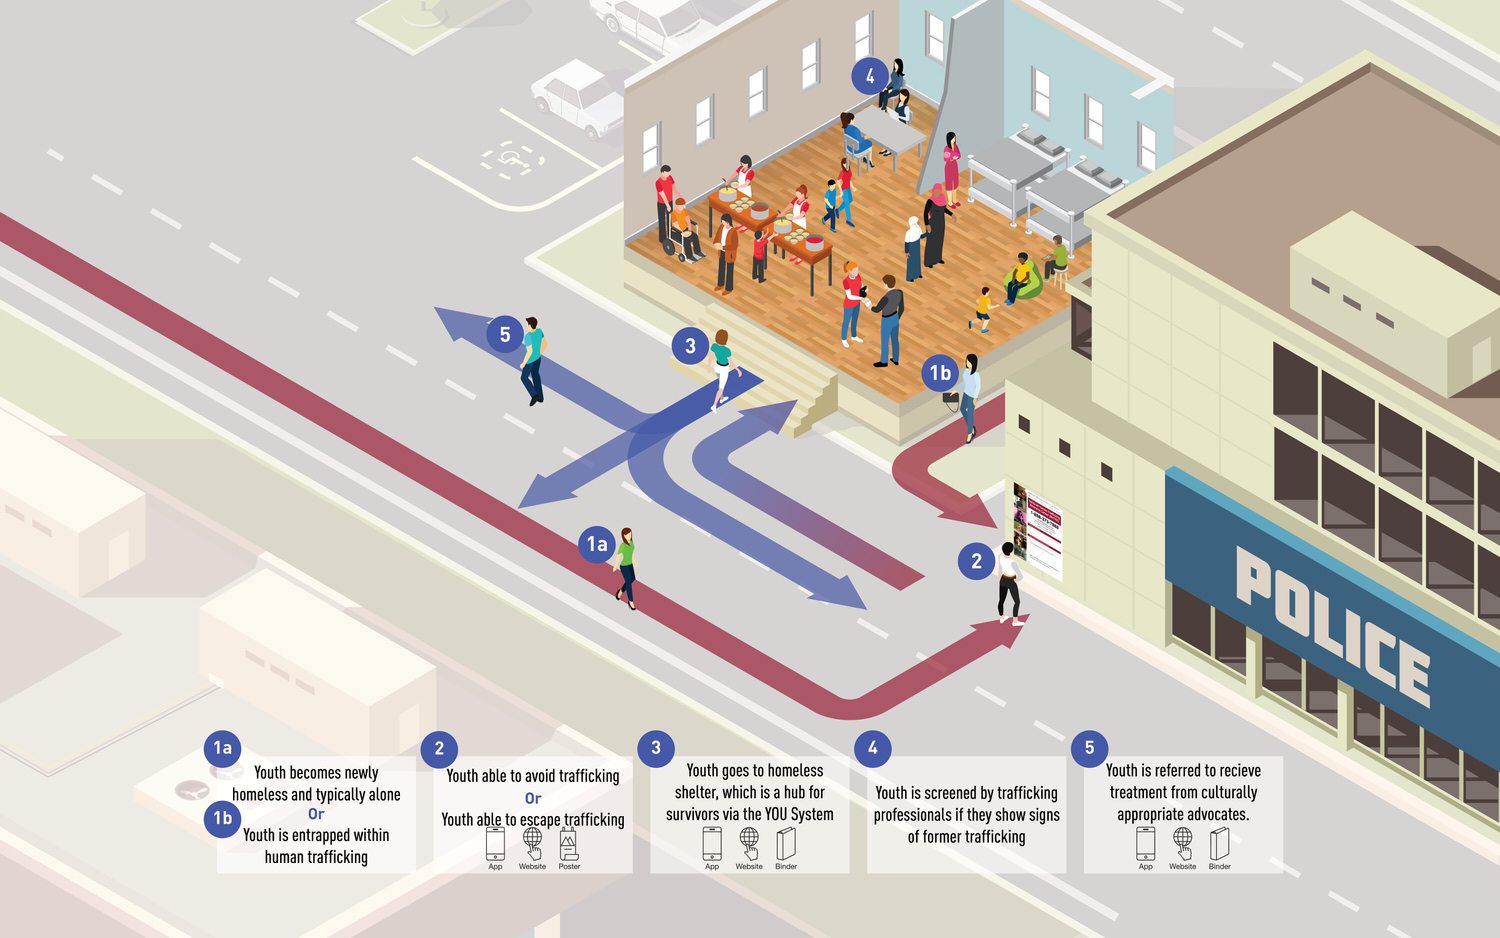 4
5
3
1b
1a
2
1-888-373-7888
POLICE
1a
Youth becomes newly
homeless and typically alone
Or
1b
Youth is entrapped within
human trafficking
2
Youth able to avoid trafficking
Or
Youth able to escape trafficking
App Website Poster
3
Youth goes to homeless
shelter, which is a hub for
survivors via the YOU System
App Website Binder
4
Youth is screened by trafficking
professionals if they show signs
of former trafficking
5
Youth is referred to recieve
treatment from culturally
appropriate advocates.
App Website Binder